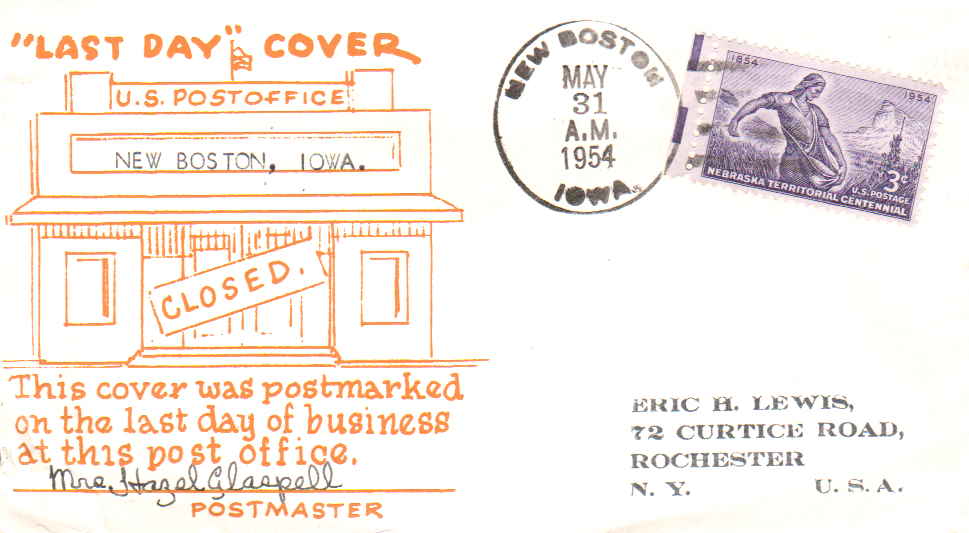 "LAST DAY" COVER
U.S. POSTOFFICE
NEW BOSTON, IOWA.
CLOSED.
This cover was postmarked
on the last day of business
at this post office.
Mrs. Hazel Glaspell
POSTMASTER
NEW BOSTON
MAY
31
A.M.
1954
IOWA
1854
1954
3¢
U.S. POSTAGE
NEBRASKA TERRITORIAL CENTENNIAL
ERIC H. LEWIS,
72 CURTICE ROAD,
ROCHESTER
N. Y. U. S. A.